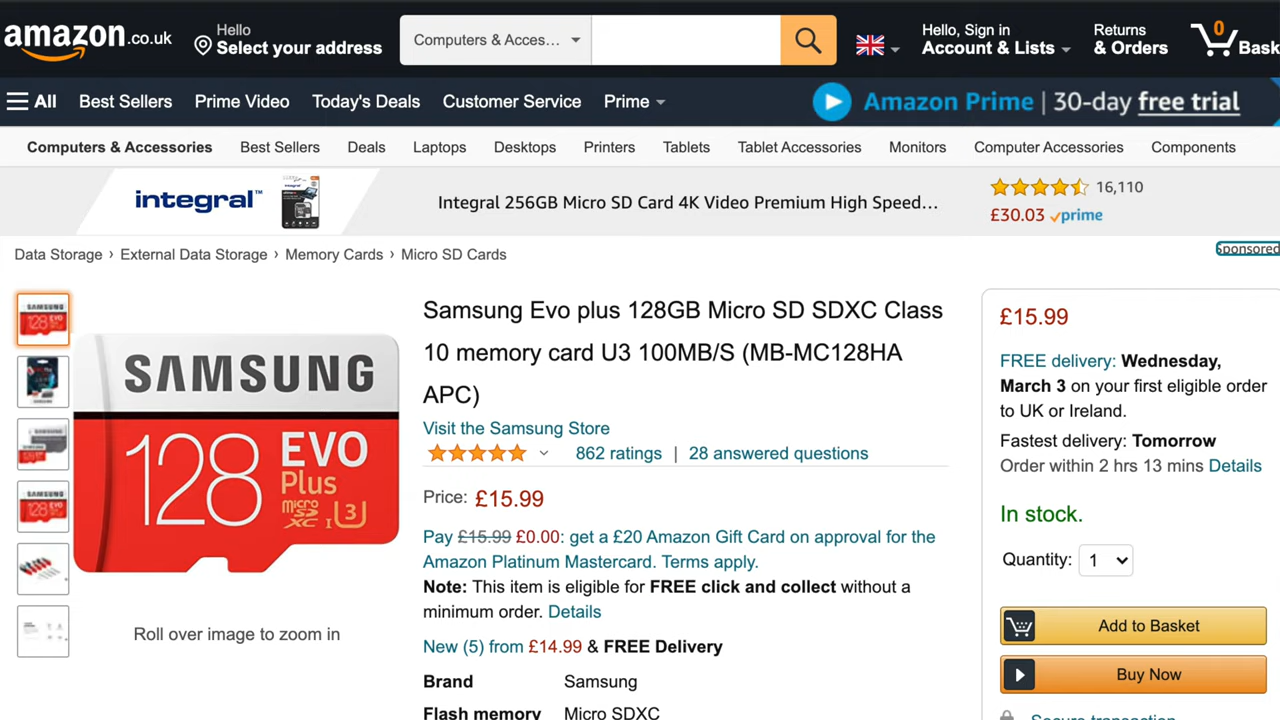 amazon.co.uk
Hello
Select your address
Computers & Acces...
Hello, Sign in
Account & Lists
Returns
& Orders
0
Bask
All
Best Sellers
Prime Video
Today's Deals
Customer Service
Prime
Amazon Prime | 30-day free trial
Computers & Accessories
Best Sellers
Deals
Laptops
Desktops
Printers
Tablets
Tablet Accessories
Monitors
Computer Accessories
Components
integral™
Integral 256GB Micro SD Card 4K Video Premium High Speed...
16,110
£30.03 prime
Sponsored
Data Storage › External Data Storage › Memory Cards › Micro SD Cards
SAMSUNG
128 EVO
Plus
micro
SD
XC I U3
Roll over image to zoom in
Samsung Evo plus 128GB Micro SD SDXC Class
10 memory card U3 100MB/S (MB-MC128HA
APC)
Visit the Samsung Store
862 ratings | 28 answered questions
Price: £15.99
Pay £15.99 £0.00: get a £20 Amazon Gift Card on approval for the
Amazon Platinum Mastercard. Terms apply.
Note: This item is eligible for FREE click and collect without a
minimum order. Details
New (5) from £14.99 & FREE Delivery
Brand Samsung
Flash memory Micro SDXC
£15.99
FREE delivery: Wednesday,
March 3 on your first eligible order
to UK or Ireland.
Fastest delivery: Tomorrow
Order within 2 hrs 13 mins Details
In stock.
Quantity: 1
Add to Basket
Buy Now
Secure transaction